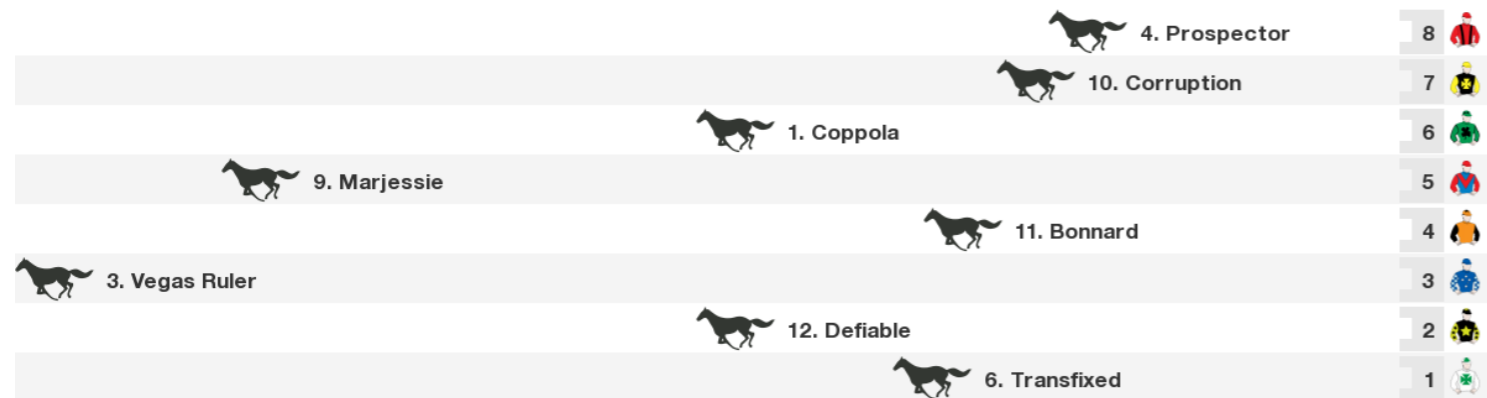 4. Prospector 8
10. Corruption 7
1. Coppola 6
9. Marjessie 5
11. Bonnard 4
3. Vegas Ruler 3
12. Defiable 2
6. Transfixed 1